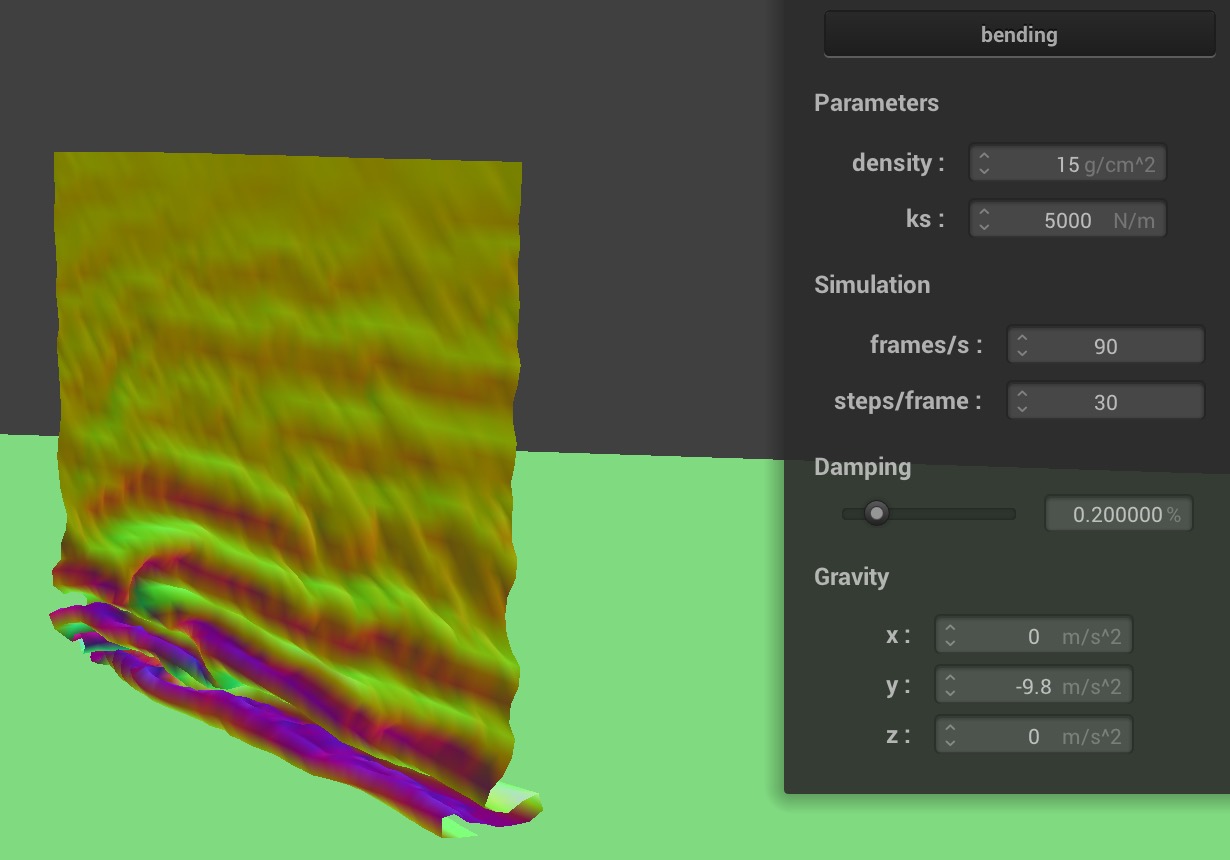 bending
Parameters
density : 15 g/cm^2
ks : 5000 N/m
Simulation
frames/s : 90
steps/frame : 30
Damping
0.200000 %
Gravity
x : 0 m/s^2
y : -9.8 m/s^2
z : 0 m/s^2